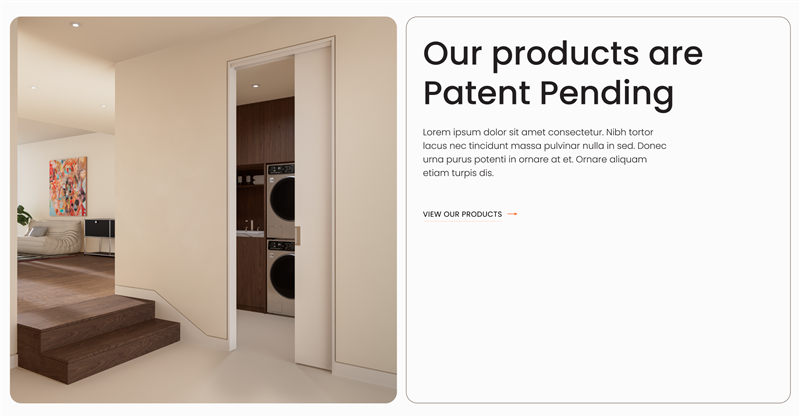 Our products are
Patent Pending
Lorem ipsum dolor sit amet consectetur. Nibh tortor
lacus nec tincidunt massa pulvinar nulla in sed. Donec
urna purus potenti in ornare at et. Ornare aliquam
etiam turpis dis.
VIEW OUR PRODUCTS